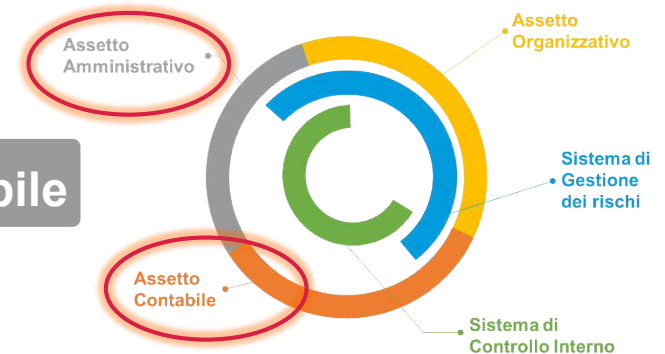 Assetto
Amministrativo
Assetto
Organizzativo
bile
Sistema di
Gestione
dei rischi
Assetto
Contabile
Sistema di
Controllo Interno